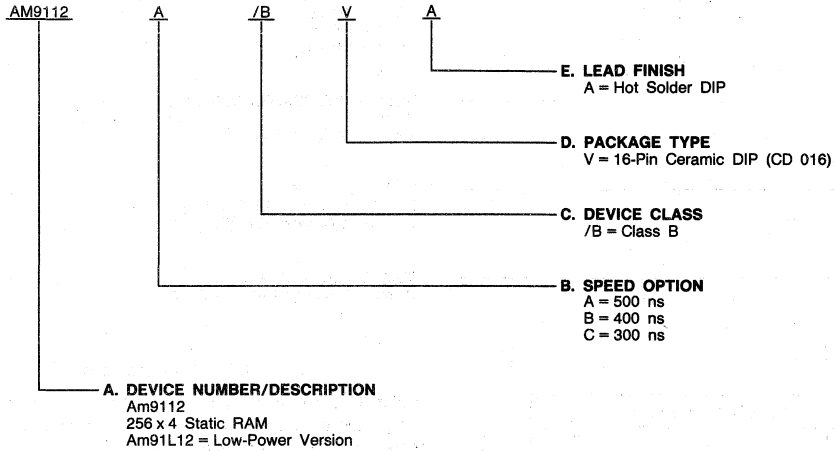 AM9112 A /B V A
E. LEAD FINISH
A = Hot Solder DIP
D. PACKAGE TYPE
V = 16-Pin Ceramic DIP (CD 016)
C. DEVICE CLASS
/B = Class B
B. SPEED OPTION
A = 500 ns
B = 400 ns
C = 300 ns
A. DEVICE NUMBER/DESCRIPTION
Am9112
256 x 4 Static RAM
Am91L12 = Low-Power Version